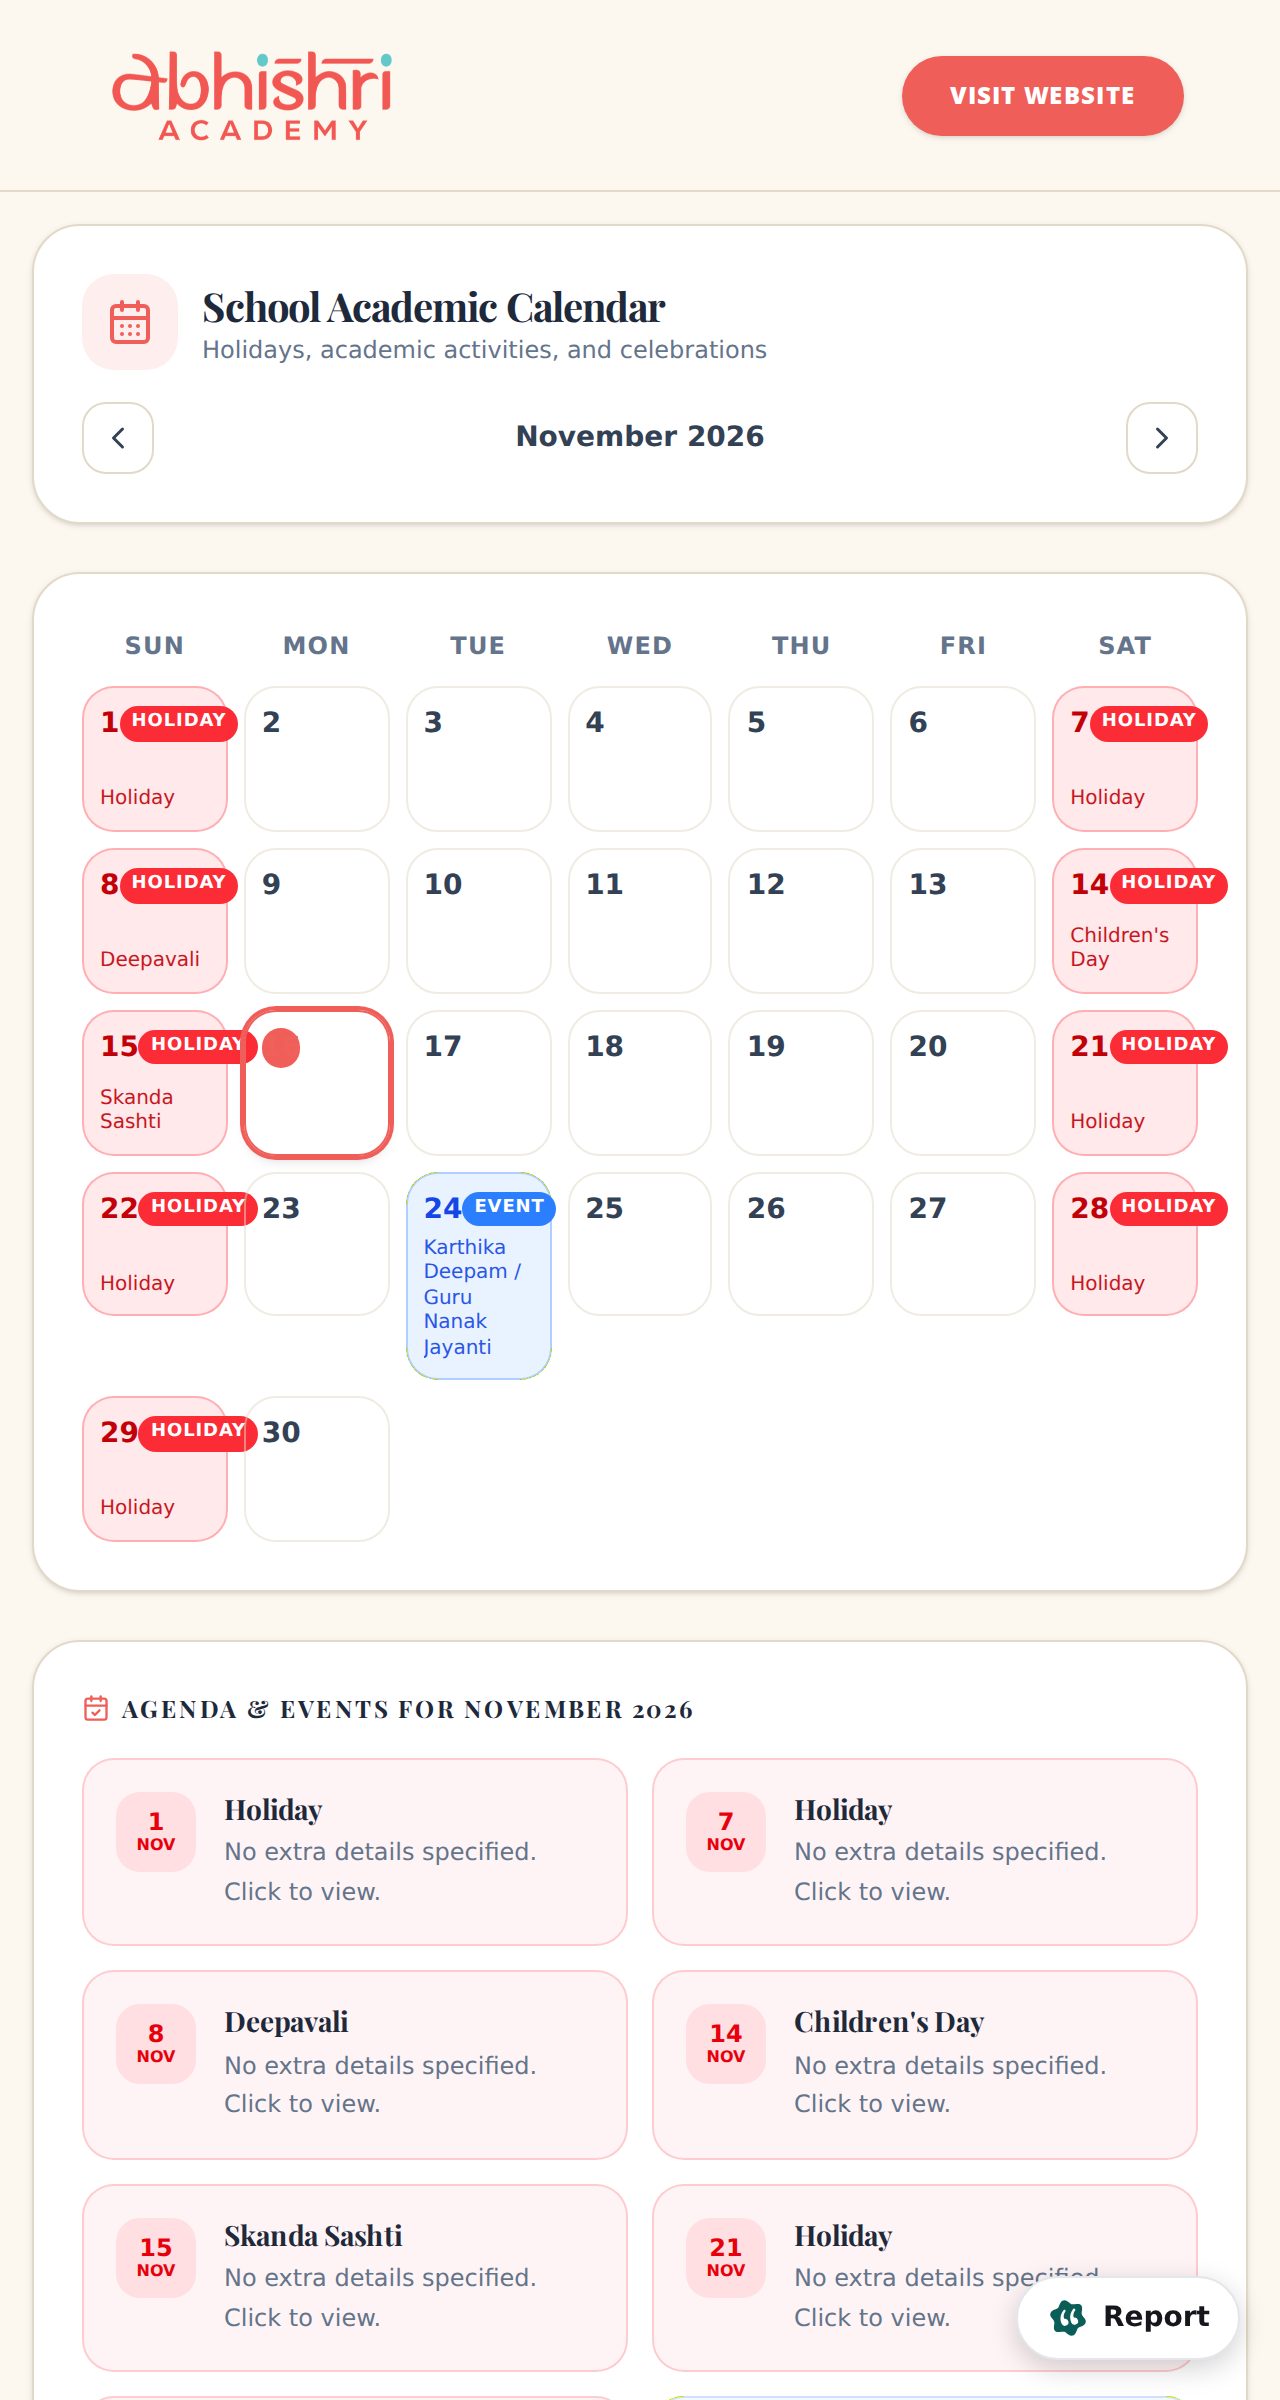 abhishri
ACADEMY
VISIT WEBSITE
School Academic Calendar
Holidays, academic activities, and celebrations
November 2026
SUN MON TUE WED THU FRI SAT
1 HOLIDAY 2 3 4 5 6 7 HOLIDAY
Holiday Holiday
8 HOLIDAY 9 10 11 12 13 14 HOLIDAY
Deepavali Children's
Day
15 HOLIDAY 17 18 19 20 21 HOLIDAY
Skanda
Sashti Holiday
22 HOLIDAY 23 24 EVENT 25 26 27 28 HOLIDAY
Karthika
Deepam /
Holiday Guru Holiday
Nanak
Jayanti
29 HOLIDAY 30
Holiday
AGENDA & EVENTS FOR NOVEMBER 2026
1
NOV
Holiday
No extra details specified.
Click to view.
7
NOV
Holiday
No extra details specified.
Click to view.
8
NOV
Deepavali
No extra details specified.
Click to view.
14
NOV
Children's Day
No extra details specified.
Click to view.
15
NOV
Skanda Sashti
No extra details specified.
Click to view.
21
NOV
Holiday
No extra details specified.
Click to view.
Report